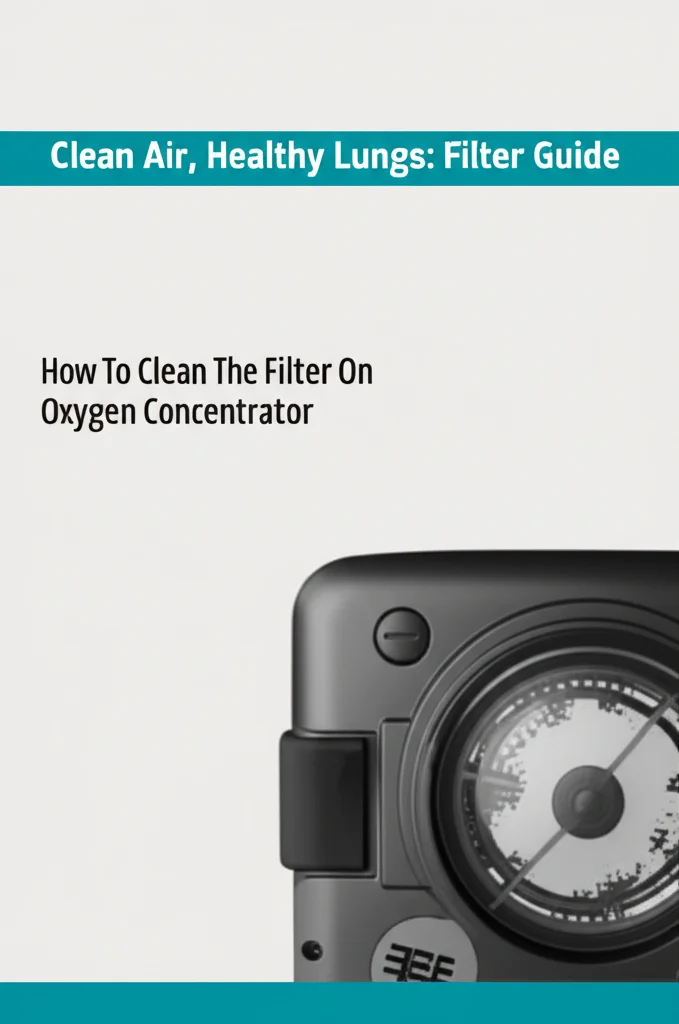 Clean Air, Healthy Lungs: Filter Guide
How To Clean The Filter On
Oxygen Concentrator